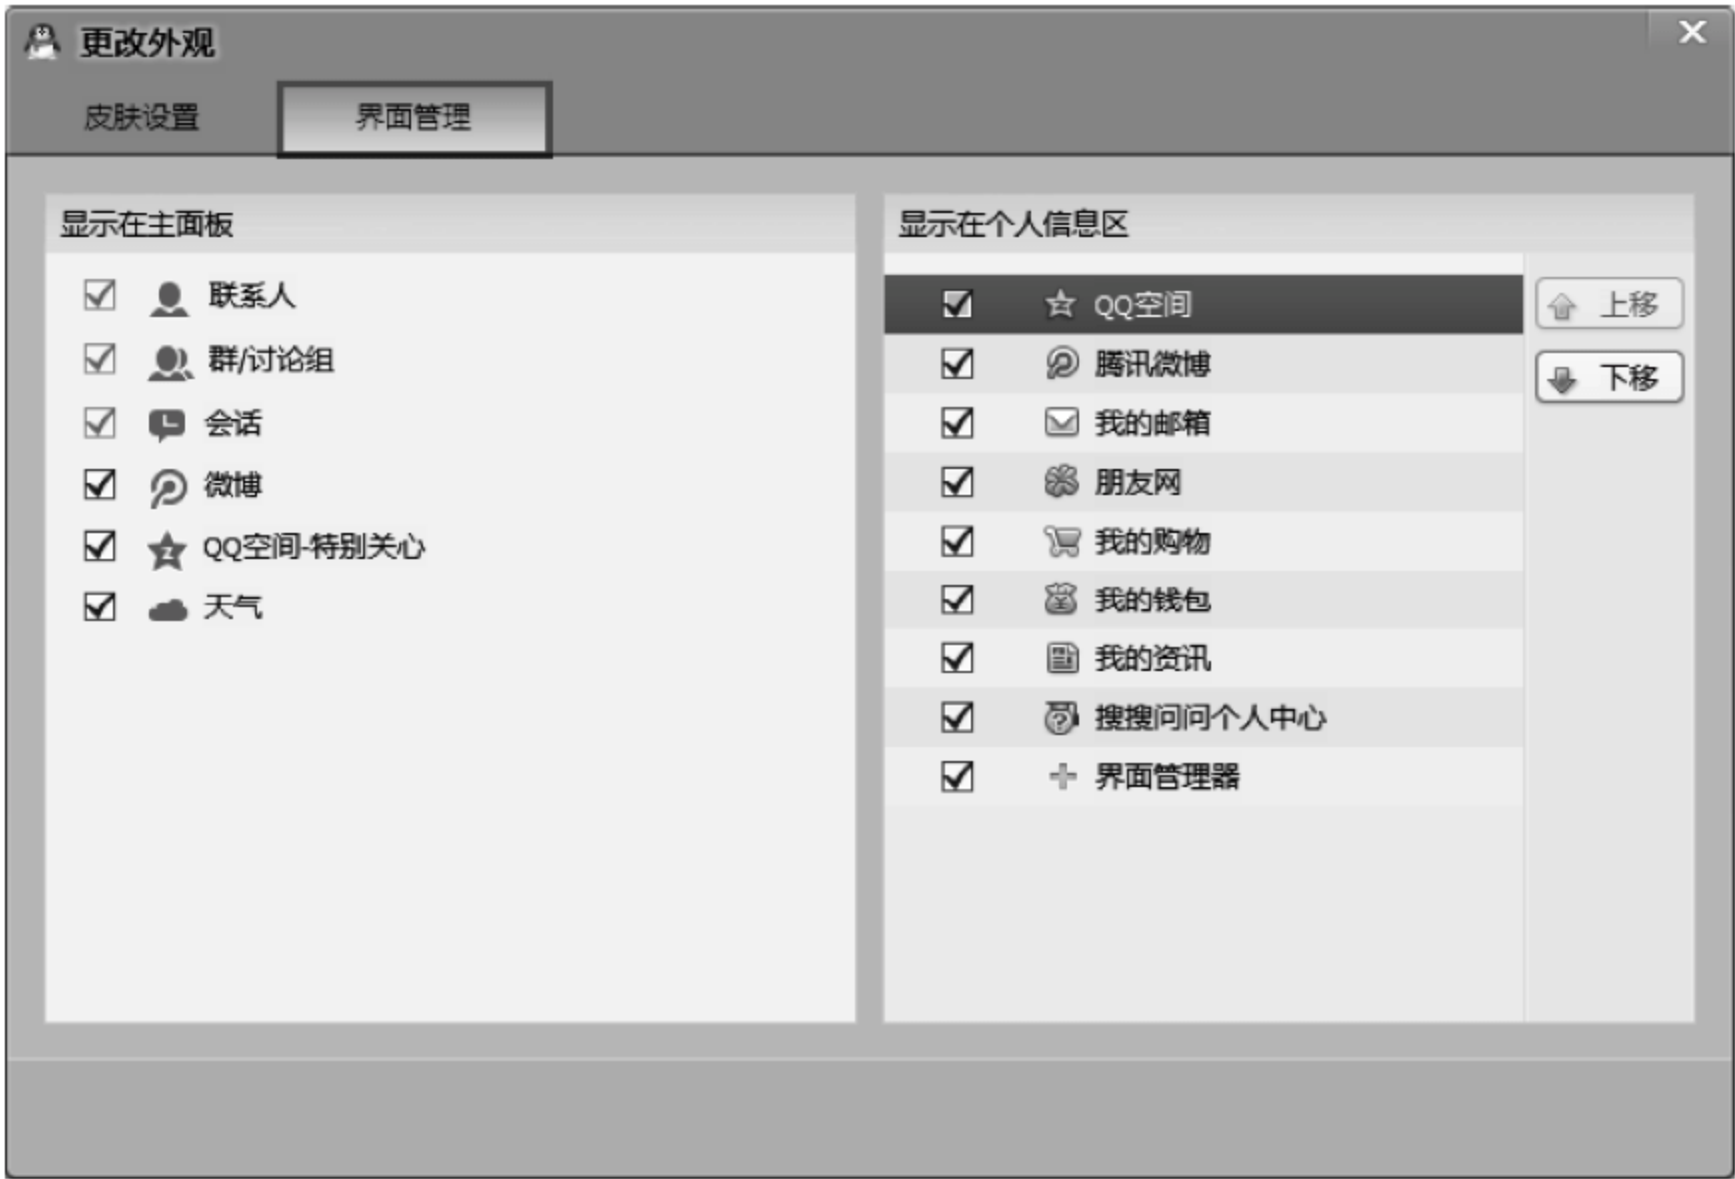 更改外观
皮肤设置
界面管理
显示在主面板
联系人
群/讨论组
会话
微博
QQ空间-特别关心
天气
显示在个人信息区
QQ空间
腾讯微博
我的邮箱
朋友网
我的购物
我的钱包
我的资讯
搜搜问问个人中心
界面管理器
上移
下移